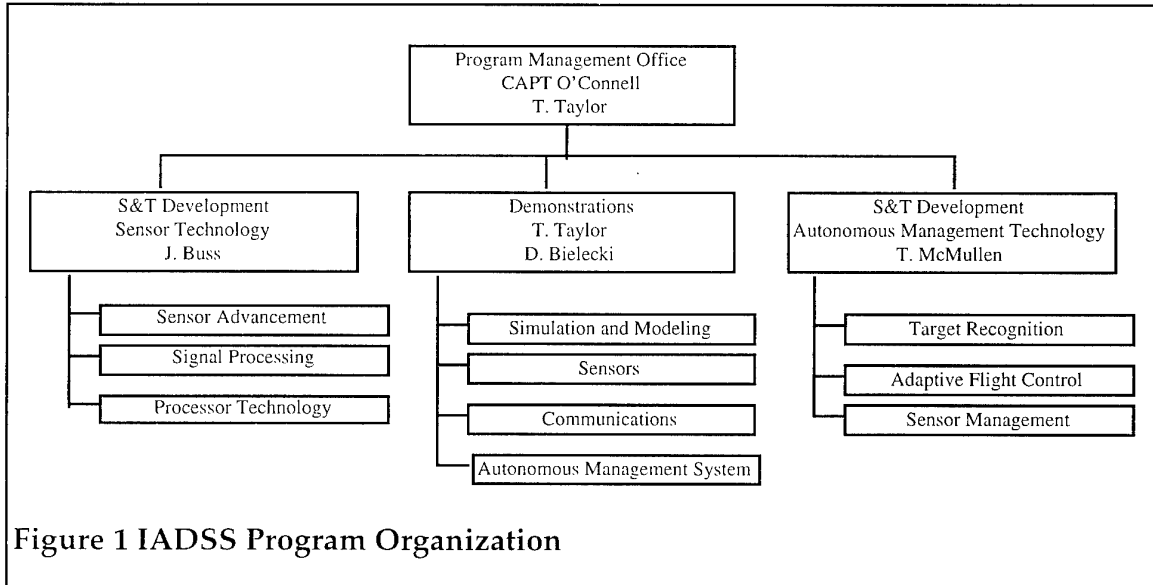 Program Management Office
CAPT O'Connell
T. Taylor
S&T Development
Sensor Technology
J. Buss
Sensor Advancement
Signal Processing
Processor Technology
Demonstrations
T. Taylor
D. Bielecki
Simulation and Modeling
Sensors
Communications
Autonomous Management System
S&T Development
Autonomous Management Technology
T. McMullen
Target Recognition
Adaptive Flight Control
Sensor Management
Figure 1 IADSS Program Organization